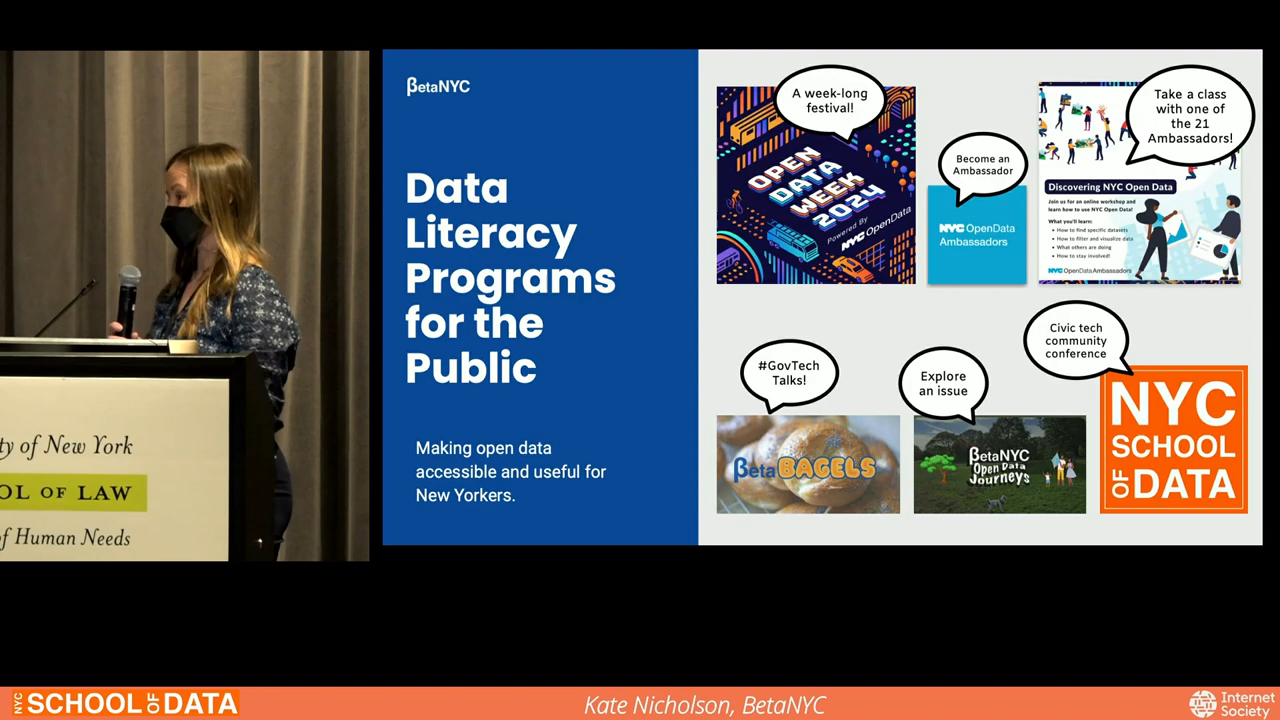 βetaNYC
Data
Literacy
Programs
for the
Public
Making open data
accessible and useful for
New Yorkers.
A week-long
festival!
OPEN
DATA
WEEK
2024
Powered By
NYC OpenData
Become an
Ambassador
NYC OpenData
Ambassadors
Take a class
with one of
the 21
Ambassadors!
Discovering NYC Open Data
Join us for an online workshop and
learn how to use NYC Open Data!
What you'll learn:
• How to find specific datasets
• How to filter and visualize data
• What others are doing
• How to stay involved!
NYC OpenDataAmbassadors
#GovTech
Talks!
βetaBAGELS
Explore
an issue
βetaNYC
Open Data
Journeys
Civic tech
community
conference
NYC
SCHOOL
OF DATA
ty of New York
OL OF LAW
of Human Needs
NYC SCHOOL OF DATA
Kate Nicholson, BetaNYC
Internet
Society